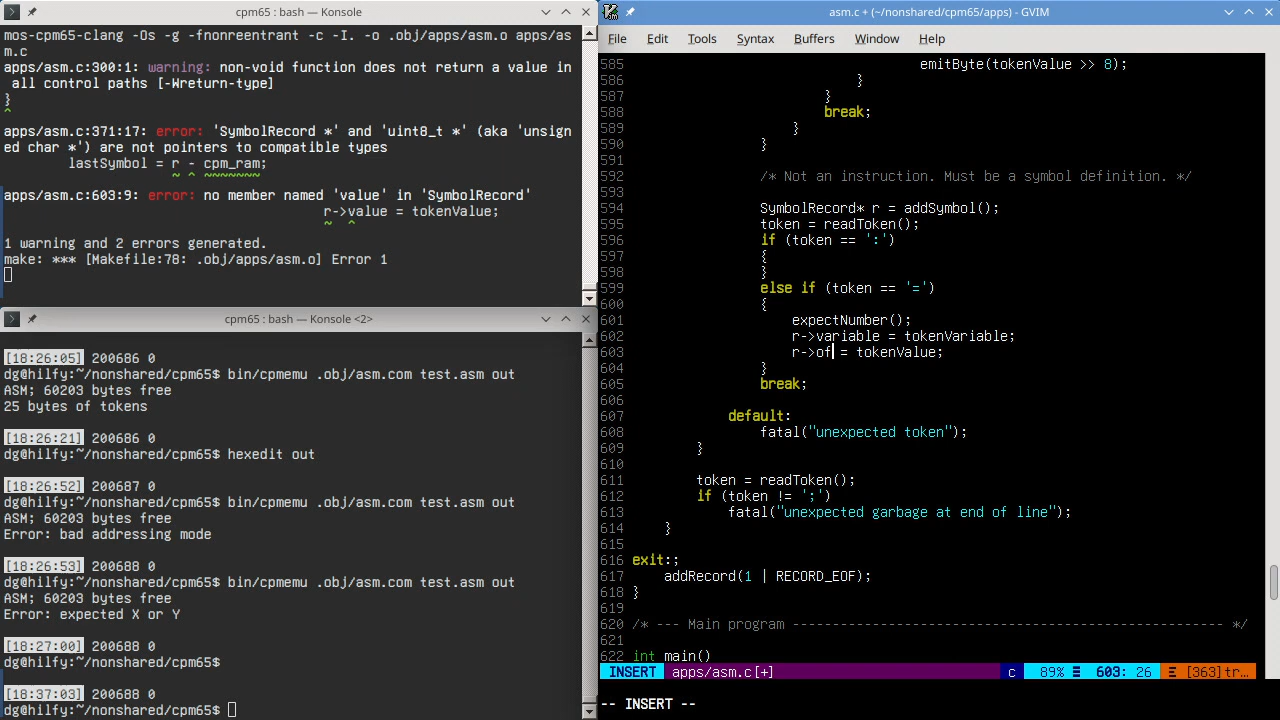 cpm65 : bash — Konsole
mos-cpm65-clang -Os -g -fnonreentrant -c -I. -o .obj/apps/asm.o apps/as
m.c
apps/asm.c:300:1: warning: non-void function does not return a value in
all control paths [-Wreturn-type]
}
^
apps/asm.c:371:17: error: 'SymbolRecord *' and 'uint8_t *' (aka 'unsign
ed char *') are not pointers to compatible types
lastSymbol = r - cpm_ram;
~ ^ ~~~~~~~
apps/asm.c:603:9: error: no member named 'value' in 'SymbolRecord'
r->value = tokenValue;
~ ^
1 warning and 2 errors generated.
make: *** [Makefile:78: .obj/apps/asm.o] Error 1
cpm65 : bash — Konsole <2>
[18:26:05] 200686 0
dg@hilfy:~/nonshared/cpm65$ bin/cpmemu .obj/asm.com test.asm out
ASM; 60203 bytes free
25 bytes of tokens
[18:26:21] 200686 0
dg@hilfy:~/nonshared/cpm65$ hexedit out
[18:26:52] 200687 0
dg@hilfy:~/nonshared/cpm65$ bin/cpmemu .obj/asm.com test.asm out
ASM; 60203 bytes free
Error: bad addressing mode
[18:26:53] 200688 0
dg@hilfy:~/nonshared/cpm65$ bin/cpmemu .obj/asm.com test.asm out
ASM; 60203 bytes free
Error: expected X or Y
[18:27:00] 200688 0
dg@hilfy:~/nonshared/cpm65$
[18:37:03] 200688 0
dg@hilfy:~/nonshared/cpm65$
asm.c + (~/nonshared/cpm65/apps) - GVIM
File Edit Tools Syntax Buffers Window Help
585 emitByte(tokenValue >> 8);
586 }
587 }
588 break;
589 }
590 }
591
592 /* Not an instruction. Must be a symbol definition. */
593
594 SymbolRecord* r = addSymbol();
595 token = readToken();
596 if (token == ':')
597 {
598 }
599 else if (token == '=')
600 {
601 expectNumber();
602 r->variable = tokenVariable;
603 r->of = tokenValue;
604 }
605 break;
606
607 default:
608 fatal("unexpected token");
609 }
610
611 token = readToken();
612 if (token != ';')
613 fatal("unexpected garbage at end of line");
614 }
615
616 exit:;
617 addRecord(1 | RECORD_EOF);
618 }
619
620 /* --- Main program ------------------------------------------------------ */
621
622 int main()
INSERT apps/asm.c[+] c 89% ☰ 603: 26 Ξ [363]tr…
-- INSERT --